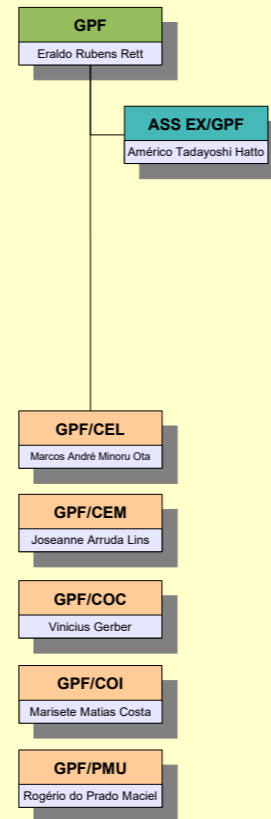 GPF
Eraldo Rubens Rett
ASS EX/GPF
Américo Tadayoshi Hatto
GPF/CEL
Marcos André Minoru Ota
GPF/CEM
Joseanne Arruda Lins
GPF/COC
Vinicius Gerber
GPF/COI
Marisete Matias Costa
GPF/PMU
Rogério do Prado Maciel